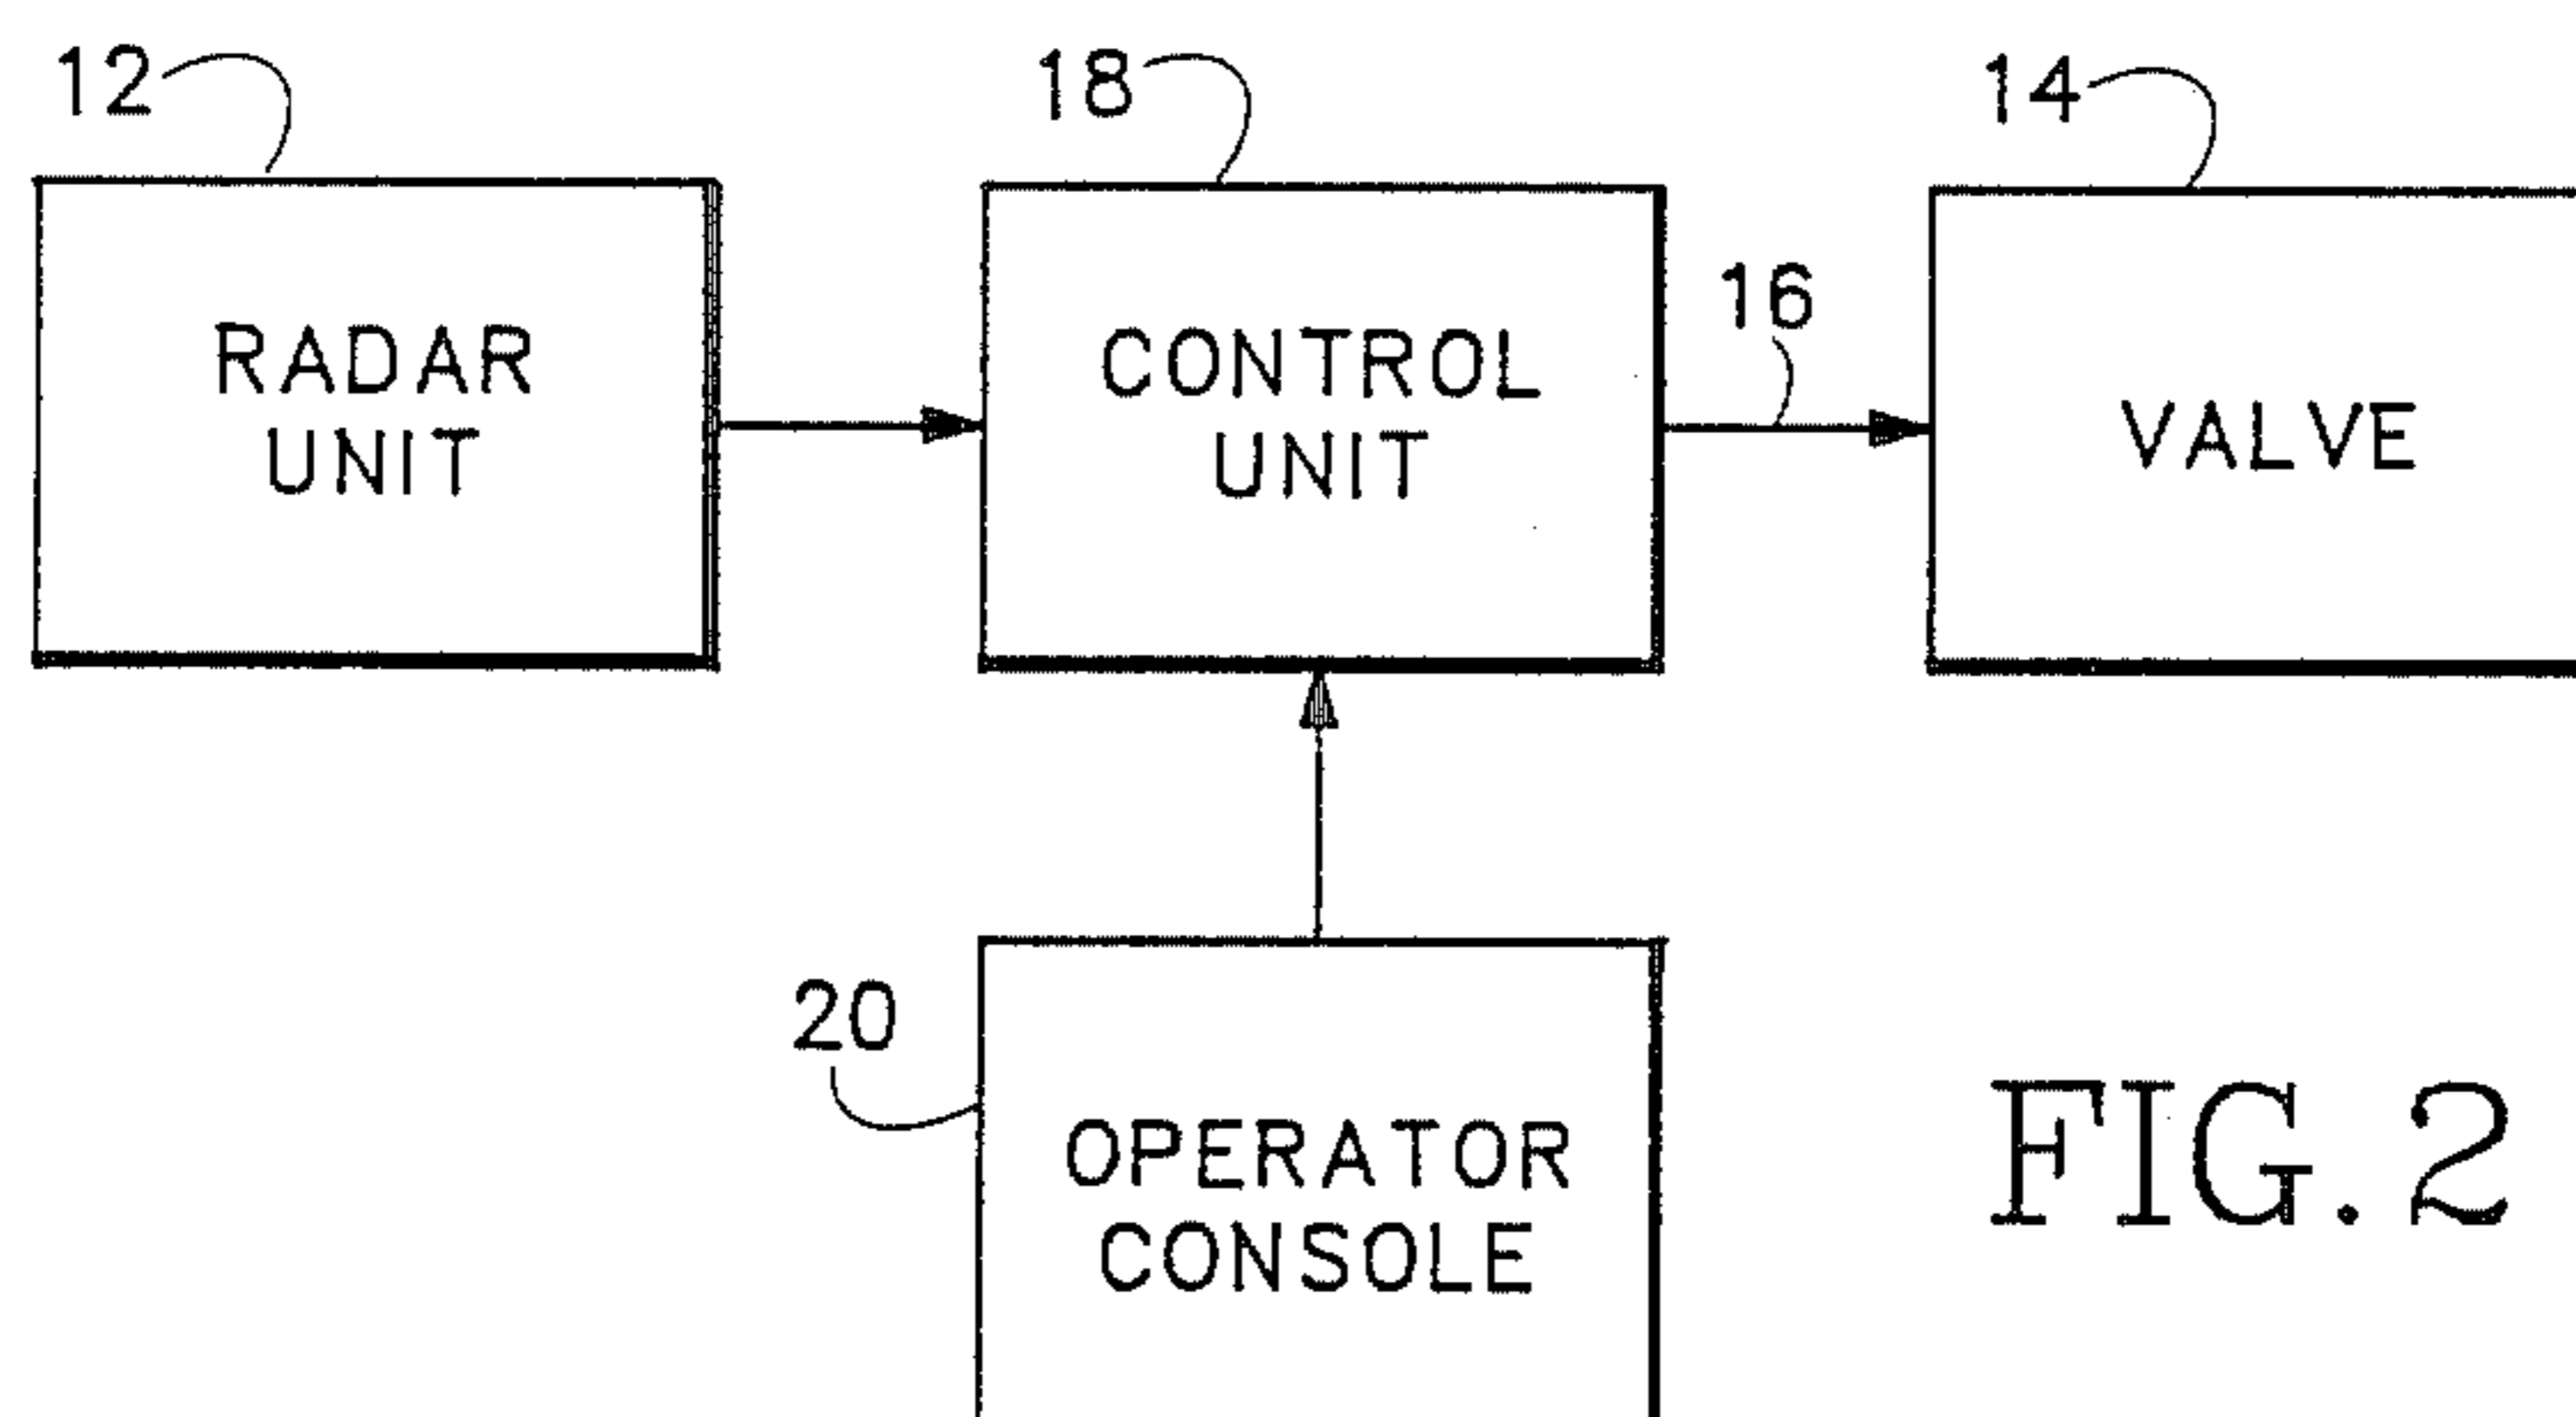 12
18
14
RADAR
UNIT
CONTROL
UNIT
16
VALVE
20
OPERATOR
CONSOLE
FIG. 2